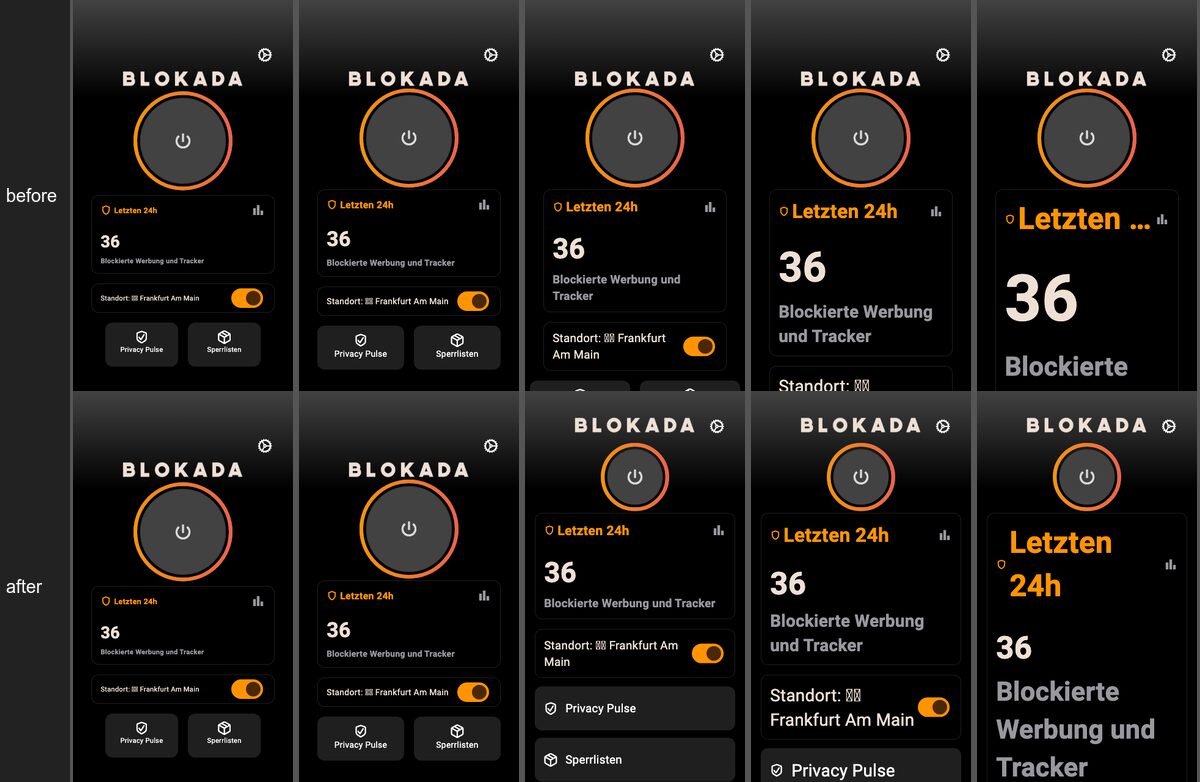 before
BLOKADA
Letzten 24h
36
Blockierte Werbung und Tracker
Standort: Frankfurt Am Main
Privacy Pulse
Sperrlisten
BLOKADA
Letzten 24h
36
Blockierte Werbung und Tracker
Standort: Frankfurt Am Main
Privacy Pulse
Sperrlisten
BLOKADA
Letzten 24h
36
Blockierte Werbung und
Tracker
Standort: Frankfurt
Am Main
BLOKADA
Letzten 24h
36
Blockierte Werbung
und Tracker
Standort:
BLOKADA
Letzten ...
36
Blockierte
after
BLOKADA
Letzten 24h
36
Blockierte Werbung und Tracker
Standort: Frankfurt Am Main
Privacy Pulse
Sperrlisten
BLOKADA
Letzten 24h
36
Blockierte Werbung und Tracker
Standort: Frankfurt Am Main
Privacy Pulse
Sperrlisten
BLOKADA
Letzten 24h
36
Blockierte Werbung und Tracker
Standort: Frankfurt Am
Main
Privacy Pulse
Sperrlisten
BLOKADA
Letzten 24h
36
Blockierte Werbung
und Tracker
Standort:
Frankfurt Am Main
Privacy Pulse
BLOKADA
Letzten
24h
36
Blockierte
Werbung und
Tracker